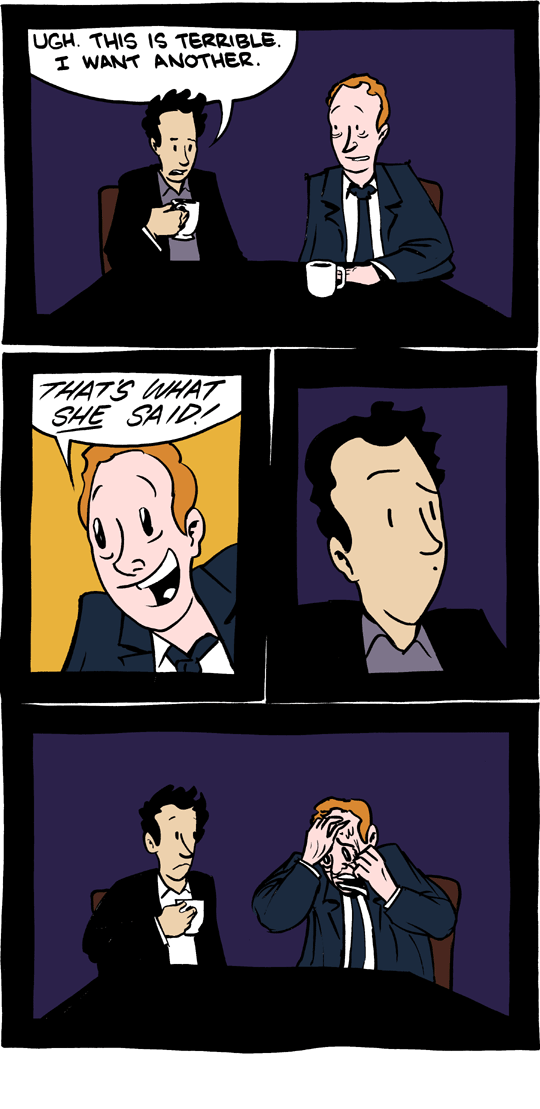 UGH. THIS IS TERRIBLE.
I WANT ANOTHER.
THAT'S WHAT
SHE SAID!